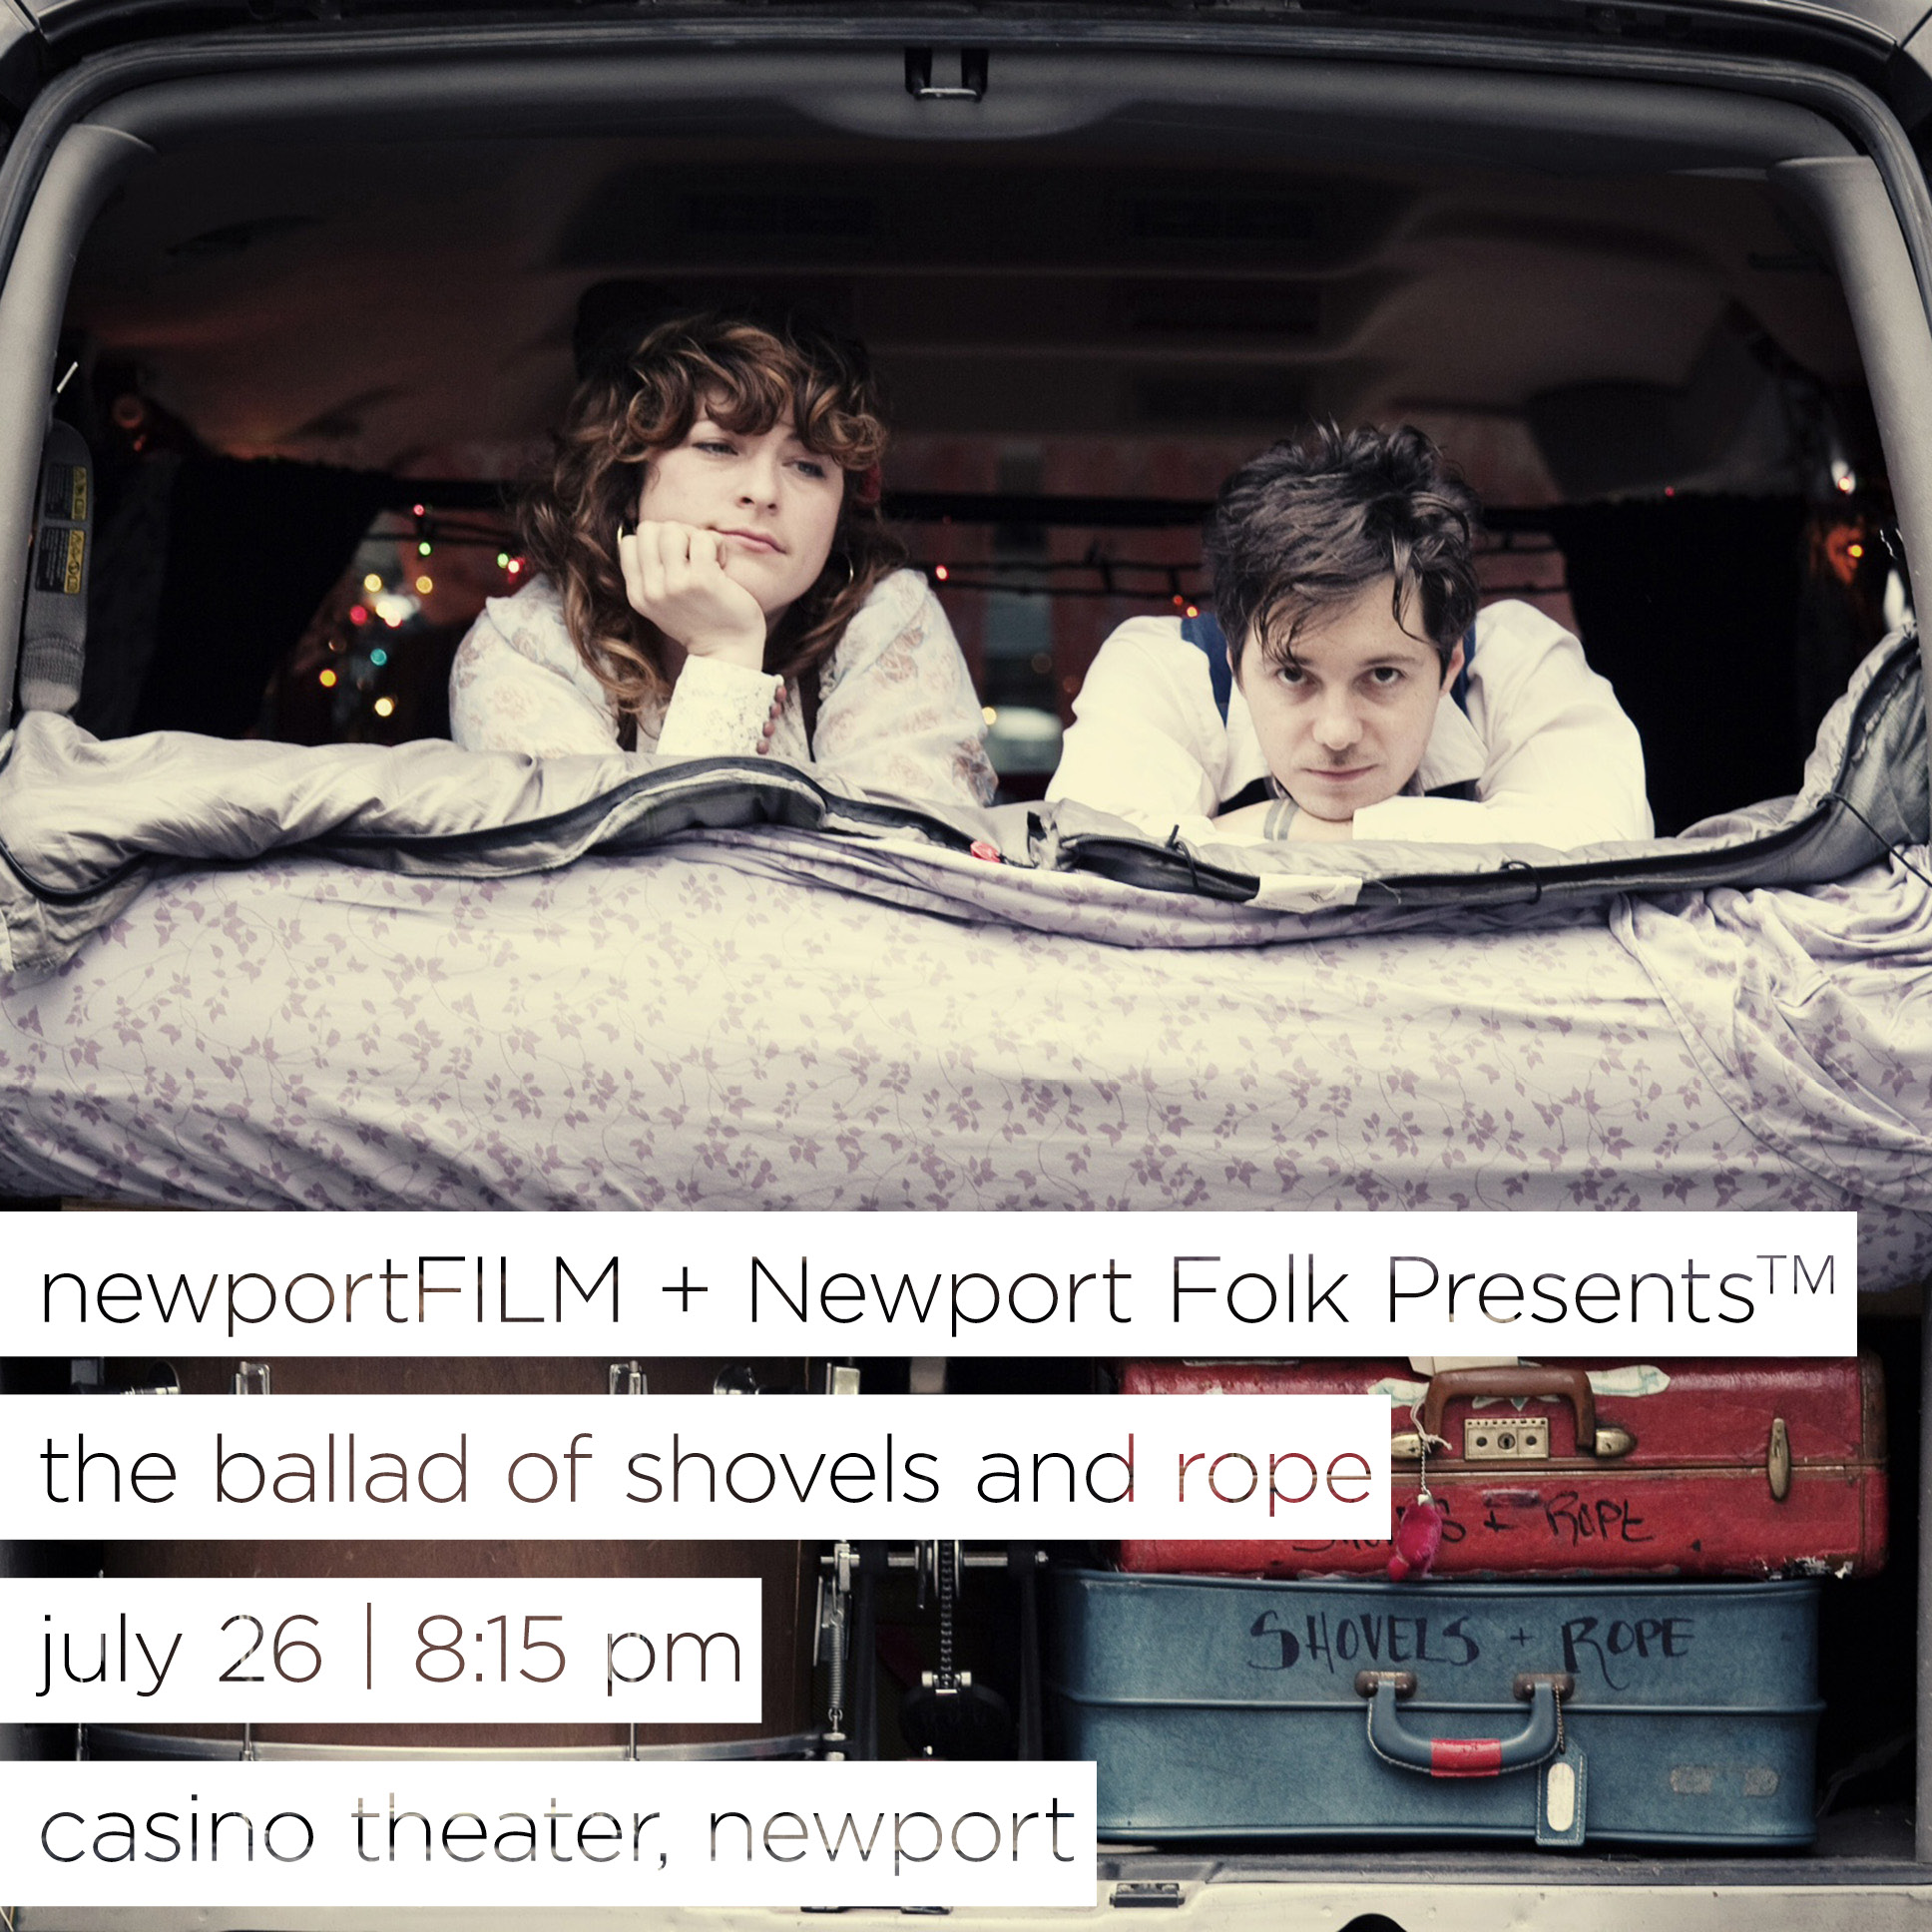 newportFILM + Newport Folk Presents™
the ballad of shovels and rope
S + ROPE
july 26 | 8:15 pm
SHOVELS + ROPE
casino theater, newport